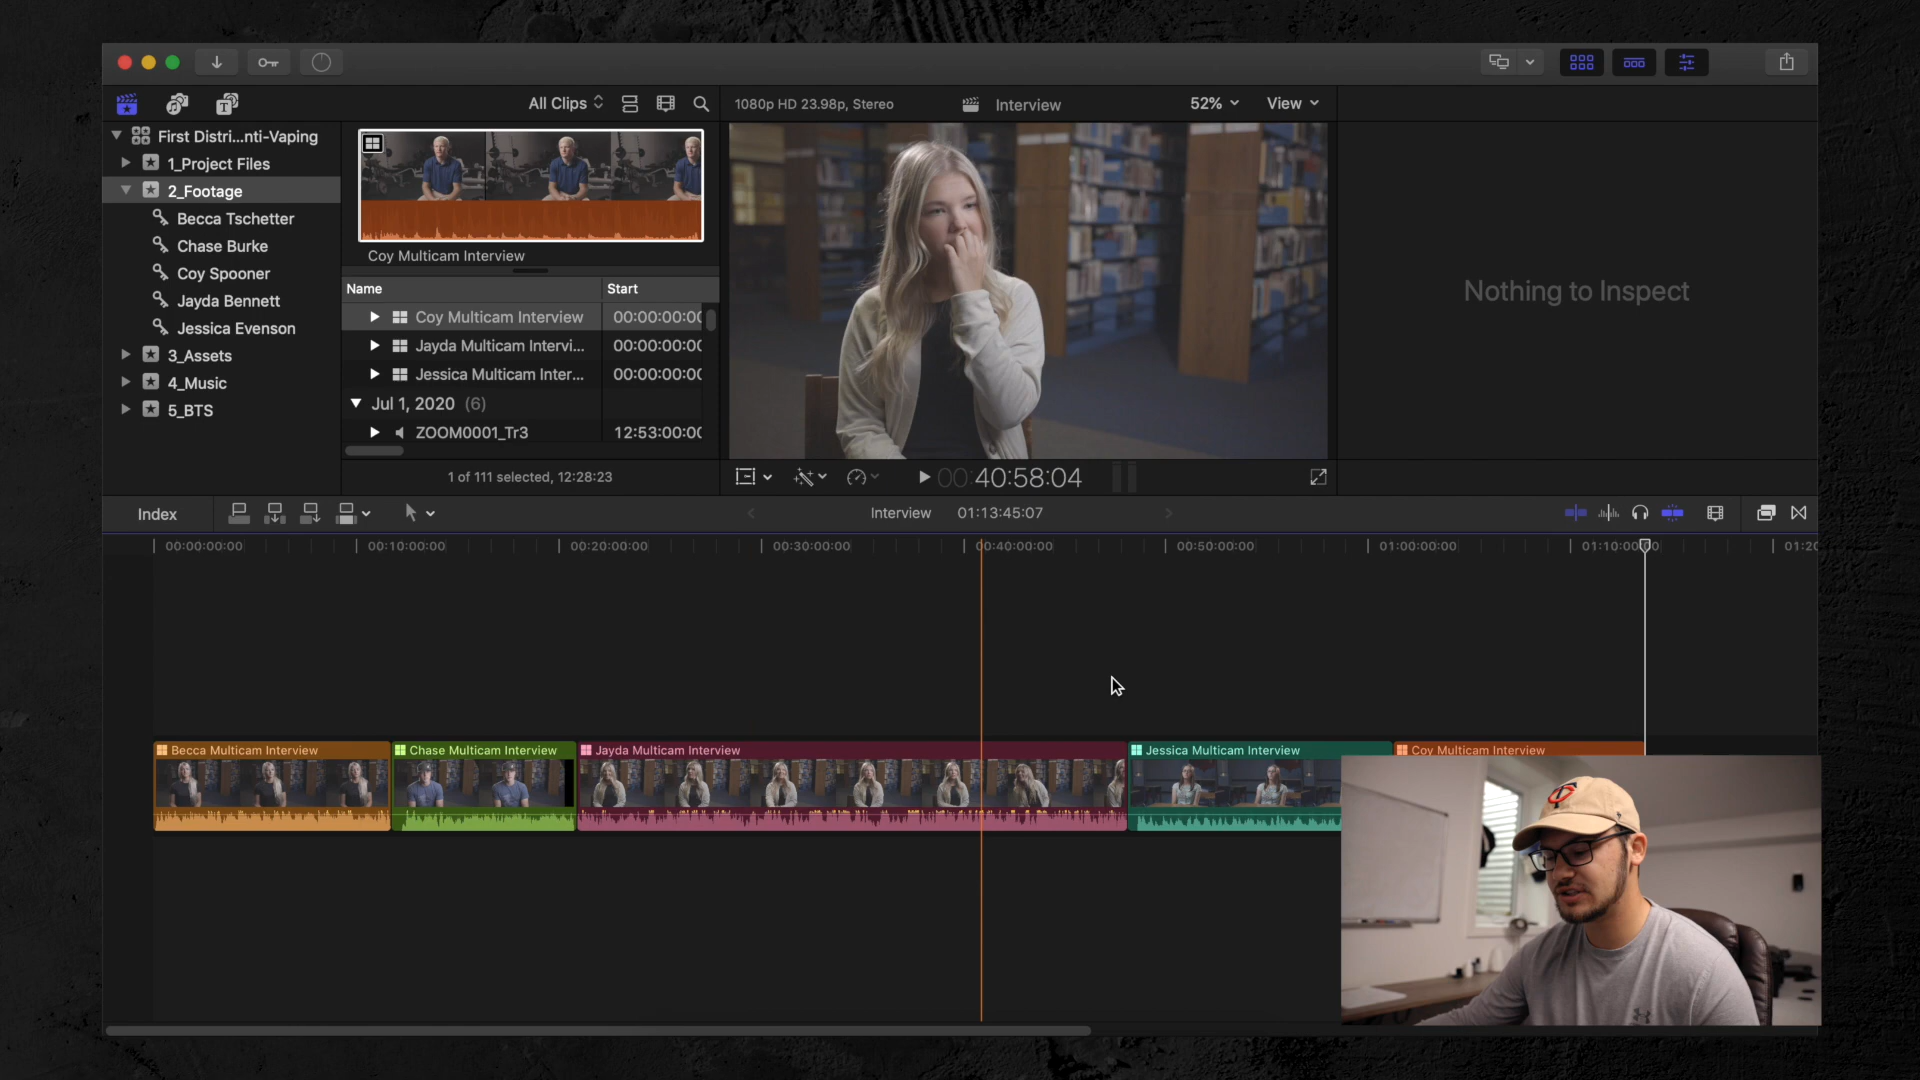 All Clips
1080p HD 23.98p, Stereo
Interview
52%
View
First Distri...nti-Vaping
1_Project Files
2_Footage
Becca Tschetter
Chase Burke
Coy Spooner
Jayda Bennett
Jessica Evenson
3_Assets
4_Music
5_BTS
Coy Multicam Interview
Name
Start
Coy Multicam Interview
00:00:00:0
Jayda Multicam Intervi...
00:00:00:0
Jessica Multicam Inter...
00:00:00:0
Jul 1, 2020 (6)
ZOOM0001_Tr3
12:53:00:0
1 of 111 selected, 12:28:23
00:40:58:04
Nothing to Inspect
Index
Interview
01:13:45:07
00:00:00:00
00:10:00:00
00:20:00:00
00:30:00:00
00:40:00:00
00:50:00:00
01:00:00:00
01:10:00:00
01:20
Becca Multicam Interview
Chase Multicam Interview
Jayda Multicam Interview
Jessica Multicam Interview
Coy Multicam Interview